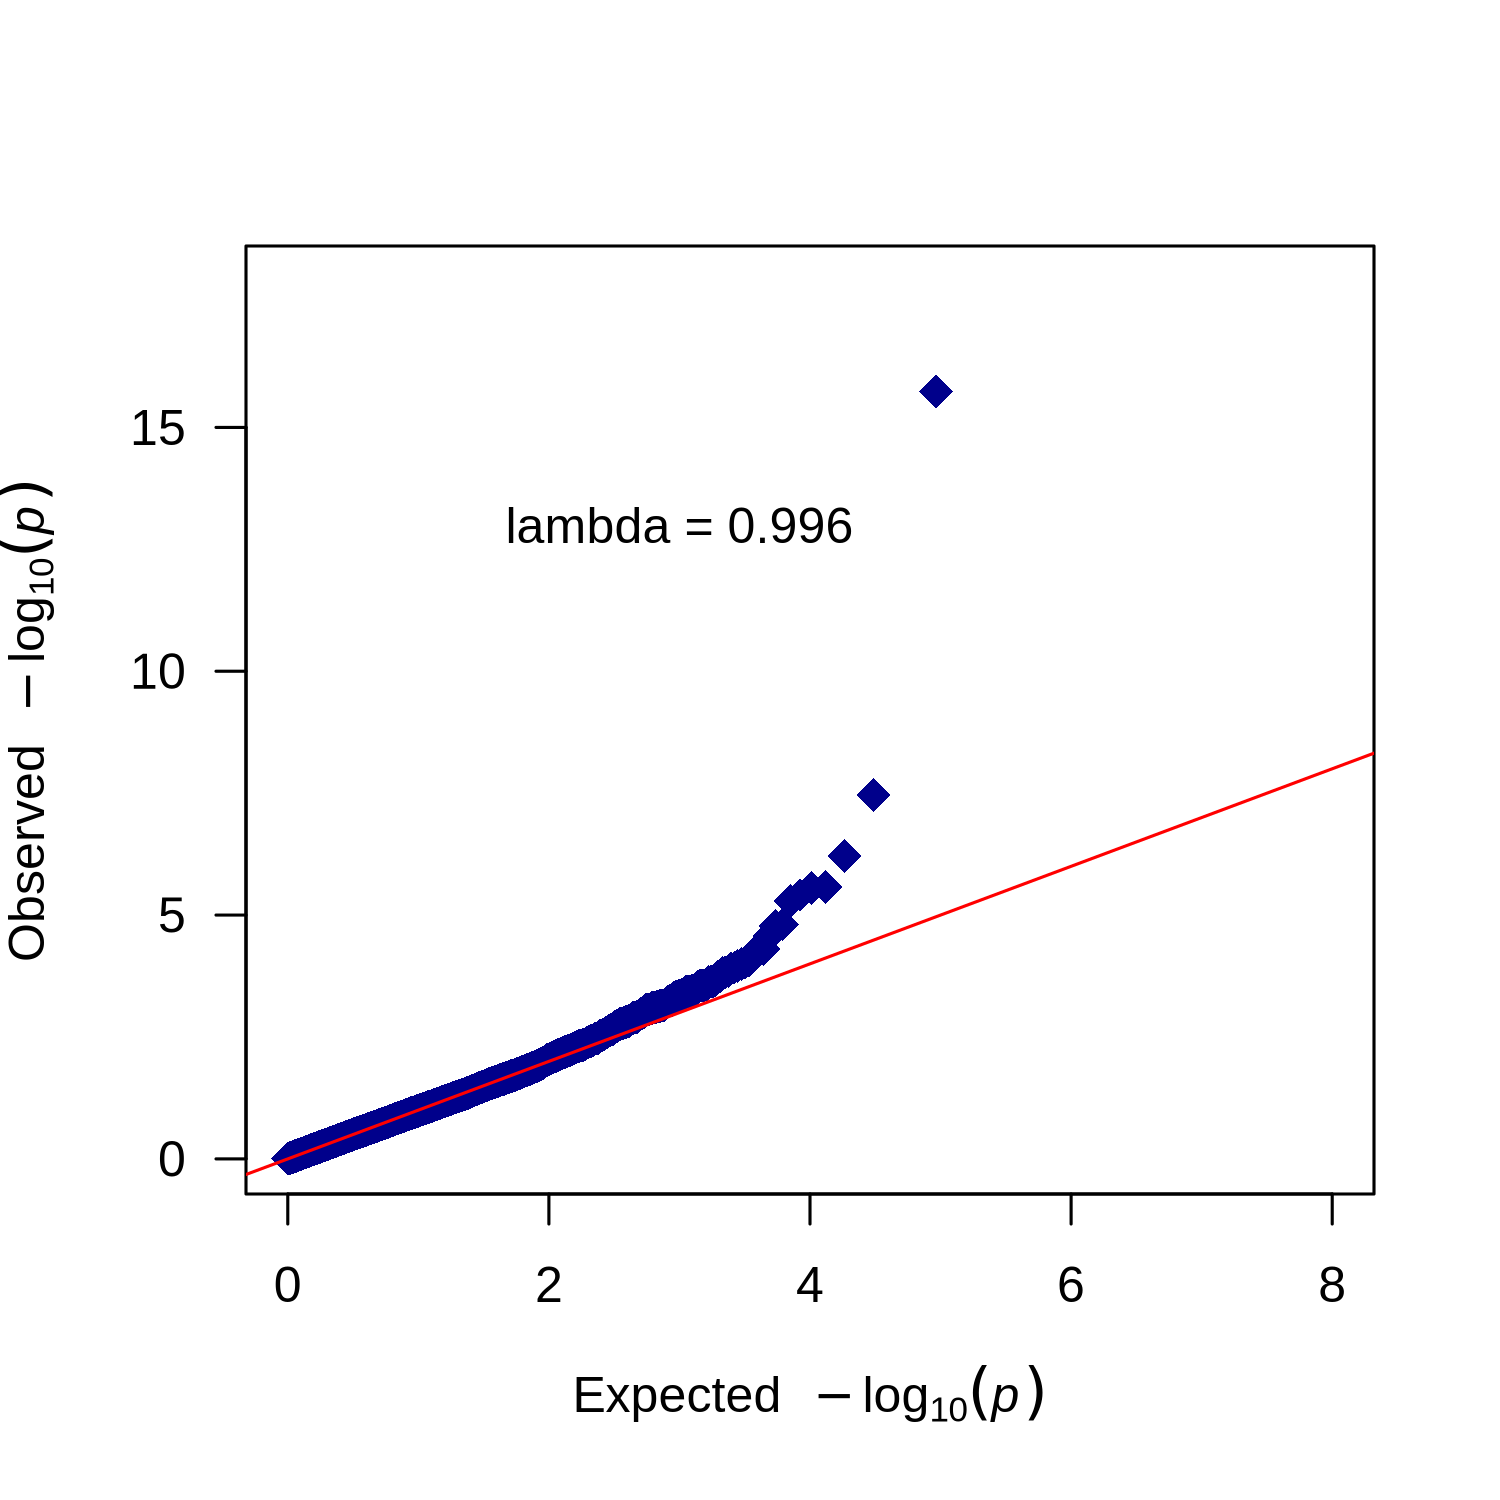 15
10
5
0
Observed −log10(p)
lambda = 0.996
0 2 4 6 8
Expected −log10(p)